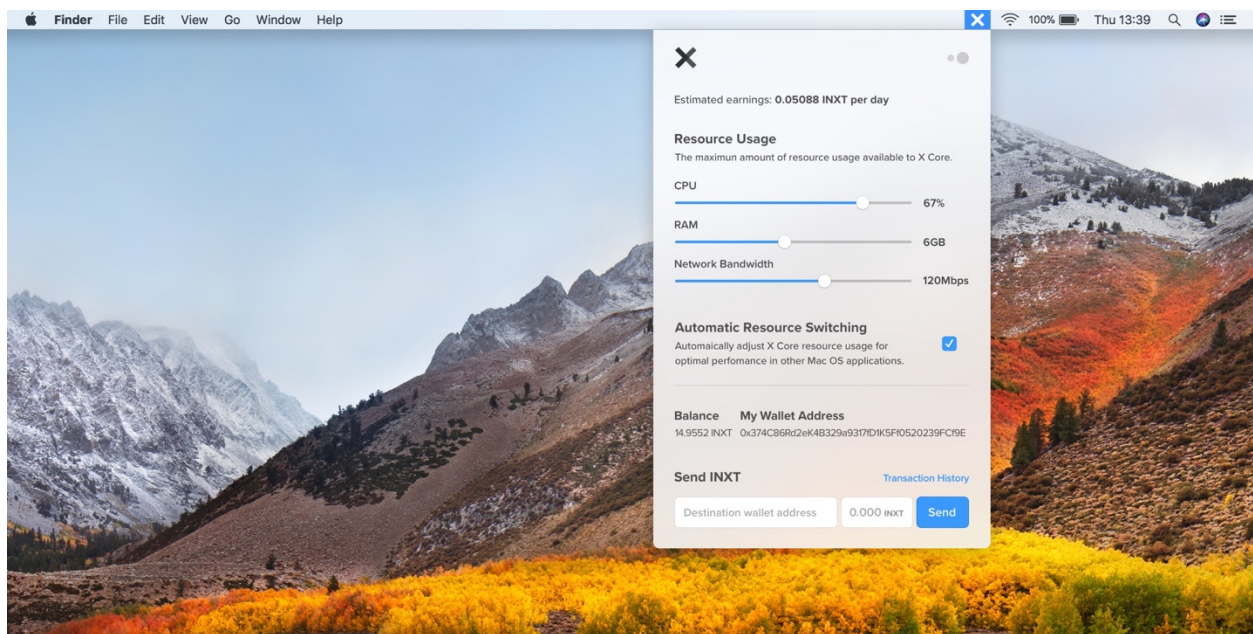 Finder File Edit View Go Window Help
100% Thu 13:39
Estimated earnings: 0.05088 INXT per day
Resource Usage
The maximun amount of resource usage available to X Core.
CPU
67%
RAM
6GB
Network Bandwidth
120Mbps
Automatic Resource Switching
Automaically adjust X Core resource usage for
optimal perfomance in other Mac OS applications.
Balance My Wallet Address
14.9552 INXT 0x374C86Rd2eK4B329a9317fD1K5Ff0520239FCf9E
Send INXT Transaction History
Destination wallet address 0.000 INXT Send